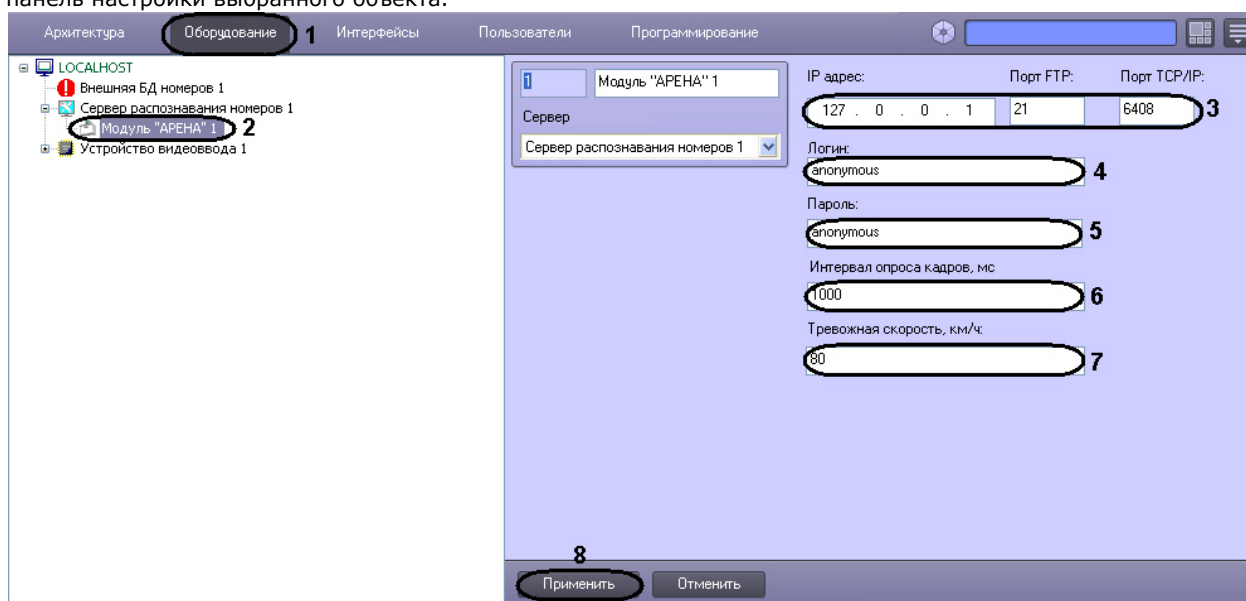 панель настройки выбранного объекта.
Архитектура Оборудование 1 Интерфейсы Пользователи Программирование
LOCALHOST
Внешняя БД номеров 1
Сервер распознавания номеров 1
Модуль "АРЕНА" 1 2
Устройство видеоввода 1
1 Модуль "АРЕНА" 1
Сервер
Сервер распознавания номеров 1
IP адрес: Порт FTP: Порт TCP/IP:
127 . 0 . 0 . 1 21 6408 3
Логин:
anonymous 4
Пароль:
anonymous 5
Интервал опроса кадров, мс
1000 6
Тревожная скорость, км/ч:
80 7
8
Применить Отменить